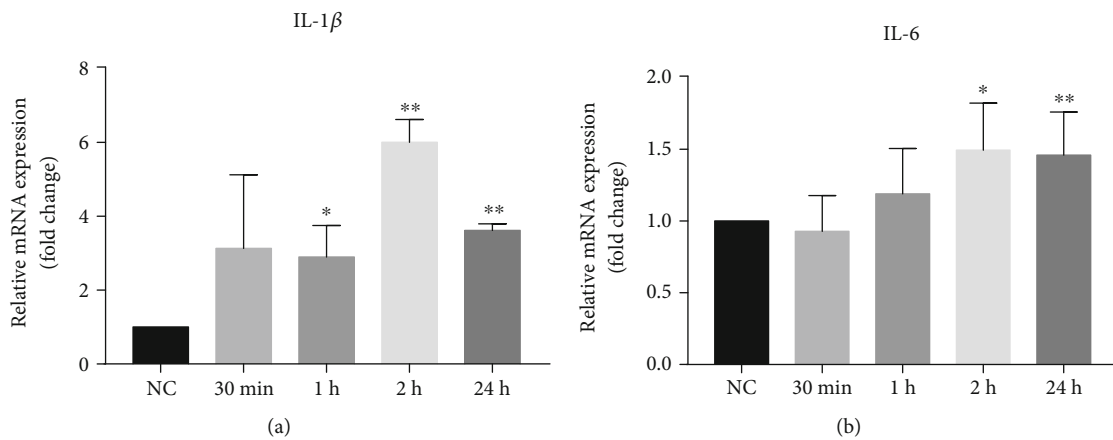 IL-1β
Relative mRNA expression
(fold change)
8
6
4
2
0
*
**
**
NC 30 min 1 h 2 h 24 h
(a)
IL-6
Relative mRNA expression
(fold change)
2.0
1.5
1.0
0.5
0.0
*
**
NC 30 min 1 h 2 h 24 h
(b)